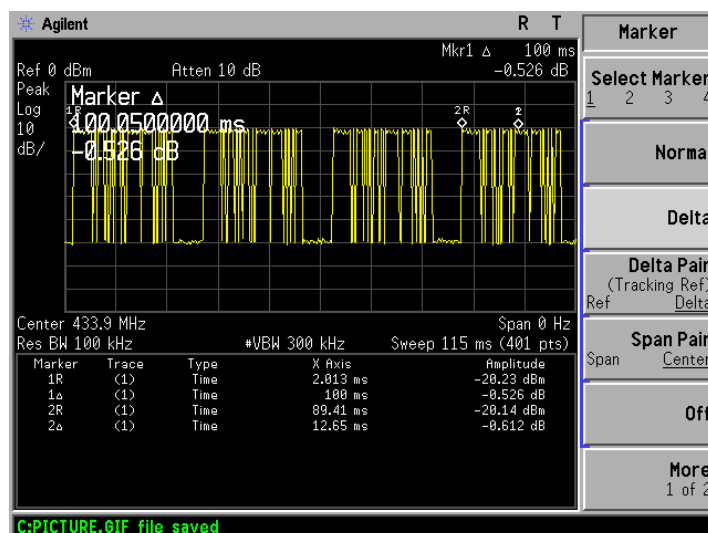 Agilent R T
Mkr1 Δ 100 ms
Ref 0 dBm Atten 10 dB -0.526 dB
Peak
Log
10
dB/
Marker Δ
100.0500000 ms
-0.526 dB
1R
2R
Center 433.9 MHz Span 0 Hz
Res BW 100 kHz #VBW 300 kHz Sweep 115 ms (401 pts)
Marker Trace Type X Axis Amplitude
1R (1) Time 2.013 ms -20.23 dBm
1Δ (1) Time 100 ms -0.526 dB
2R (1) Time 89.41 ms -20.14 dBm
2Δ (1) Time 12.65 ms -0.612 dB
C:PICTURE.GIF file saved
Marker
Select Marker
1 2 3 4
Norma
Delta
Delta Pair
(Tracking Ref)
Ref Delta
Span Pair
Span Center
Off
More
1 of 2